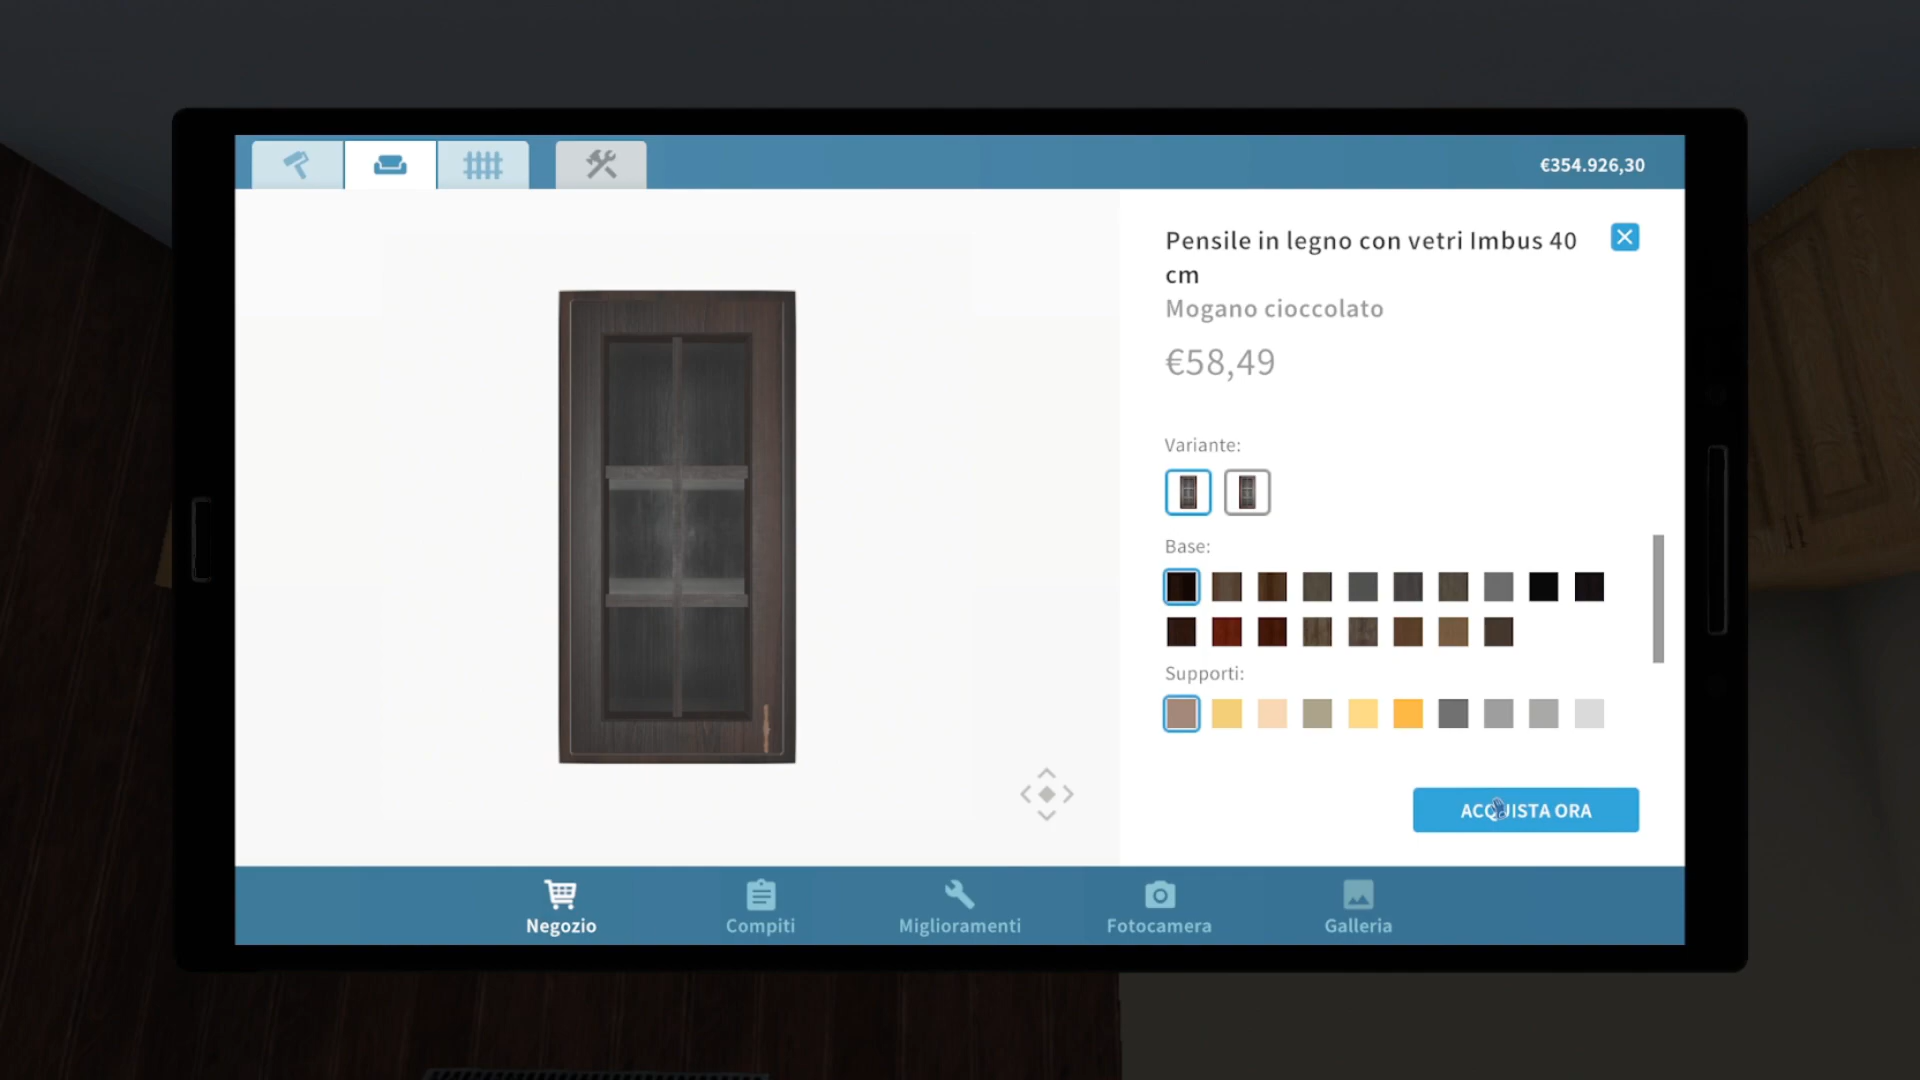 €354.926,30
Pensile in legno con vetri Imbus 40
cm
Mogano cioccolato
€58,49
Variante:
Base:
Supporti:
ACQUISTA ORA
Negozio
Compiti
Miglioramenti
Fotocamera
Galleria